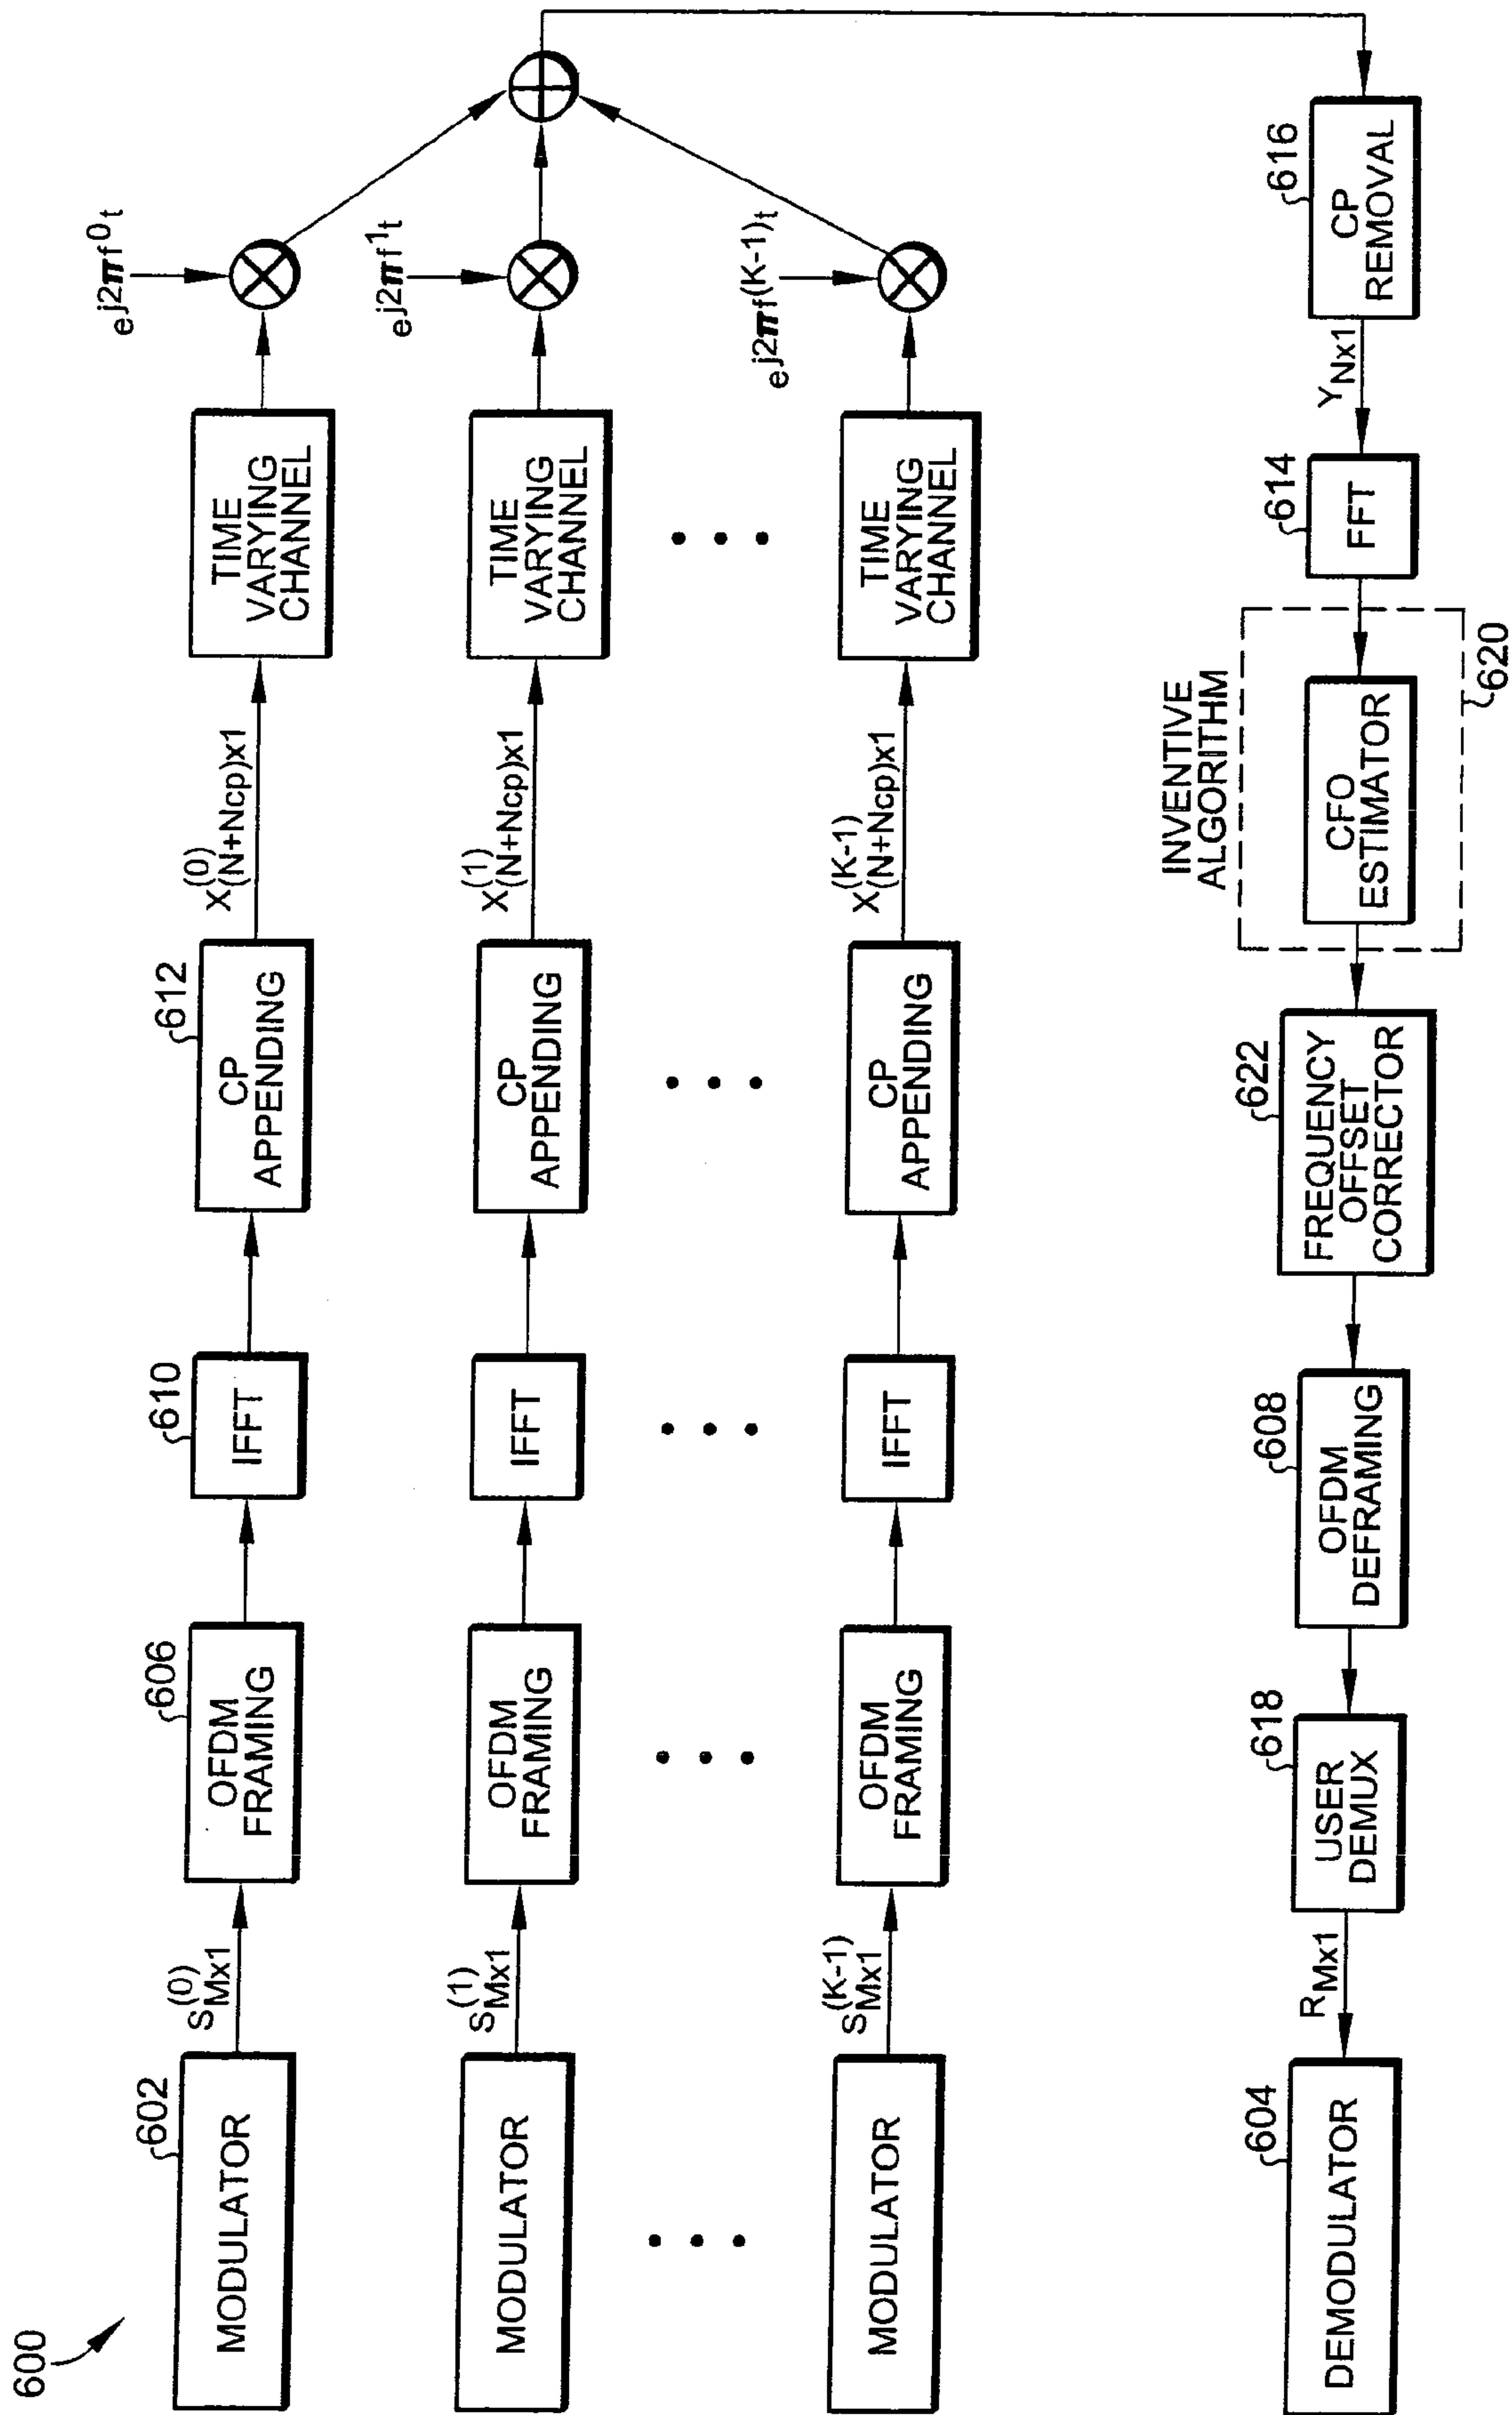 600
602
MODULATOR
S(0)Mx1
606
OFDM
FRAMING
610
IFFT
612
CP
APPENDING
X(0)(N+Ncp)x1
TIME
VARYING
CHANNEL
ej2πf0t
MODULATOR
S(1)Mx1
OFDM
FRAMING
IFFT
CP
APPENDING
X(1)(N+Ncp)x1
TIME
VARYING
CHANNEL
ej2πf1t
MODULATOR
S(K-1)Mx1
OFDM
FRAMING
IFFT
CP
APPENDING
X(K-1)(N+Ncp)x1
TIME
VARYING
CHANNEL
ej2πf(K-1)t
604
DEMODULATOR
RMx1
618
USER
DEMUX
608
OFDM
DEFRAMING
622
FREQUENCY
OFFSET
CORRECTOR
INVENTIVE
ALGORITHM
CFO
ESTIMATOR
620
614
FFT
YNx1
616
CP
REMOVAL